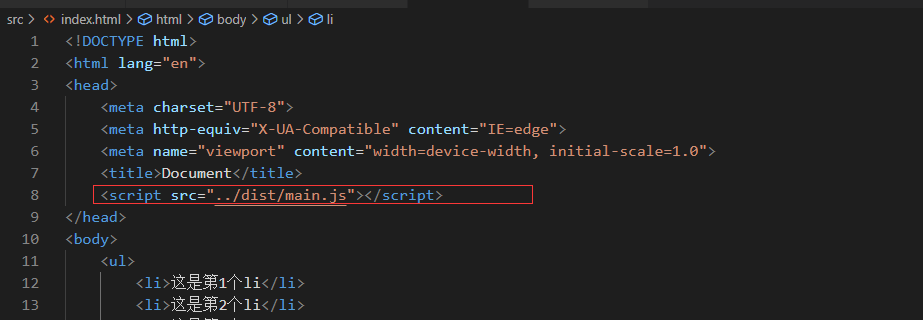 src > index.html > html > body > ul > li
1 <!DOCTYPE html>
2 <html lang="en">
3 <head>
4 <meta charset="UTF-8">
5 <meta http-equiv="X-UA-Compatible" content="IE=edge">
6 <meta name="viewport" content="width=device-width, initial-scale=1.0">
7 <title>Document</title>
8 <script src="../dist/main.js"></script>
9 </head>
10 <body>
11 <ul>
12 <li>这是第1个li</li>
13 <li>这是第2个li</li>